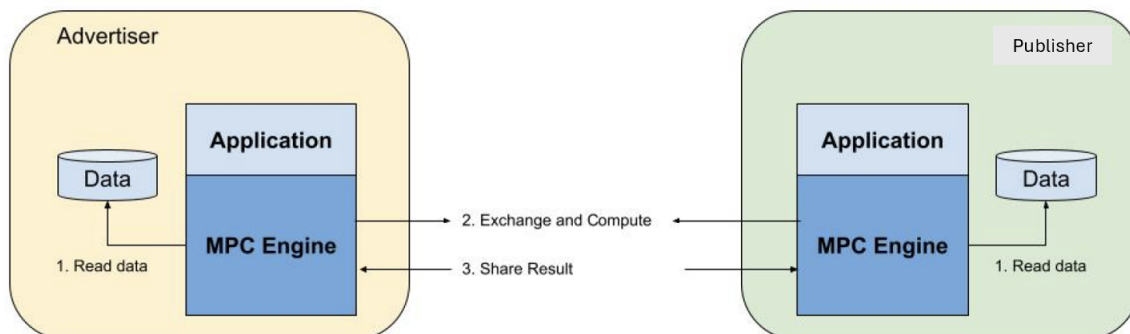 Advertiser
Publisher
Application
Application
Data
Data
MPC Engine
MPC Engine
2. Exchange and Compute
1. Read data
3. Share Result
1. Read data